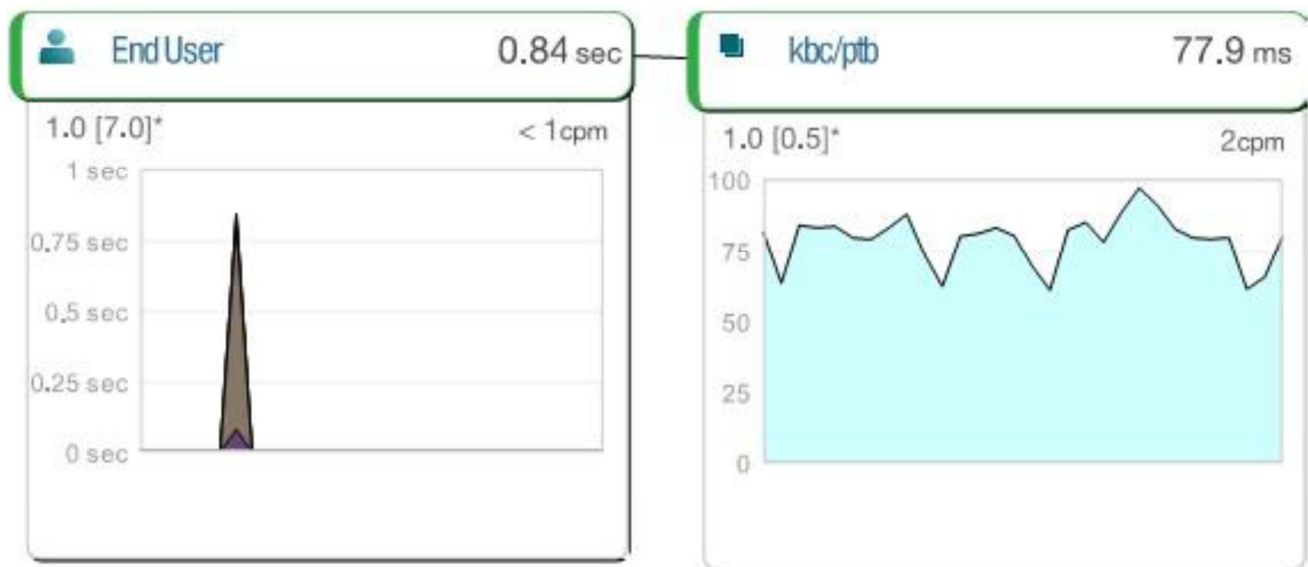 End User 0.84 sec
1.0 [7.0]* < 1cpm
1 sec
0.75 sec
0.5 sec
0.25 sec
0 sec
kbc/ptb 77.9 ms
1.0 [0.5]* 2cpm
100
75
50
25
0